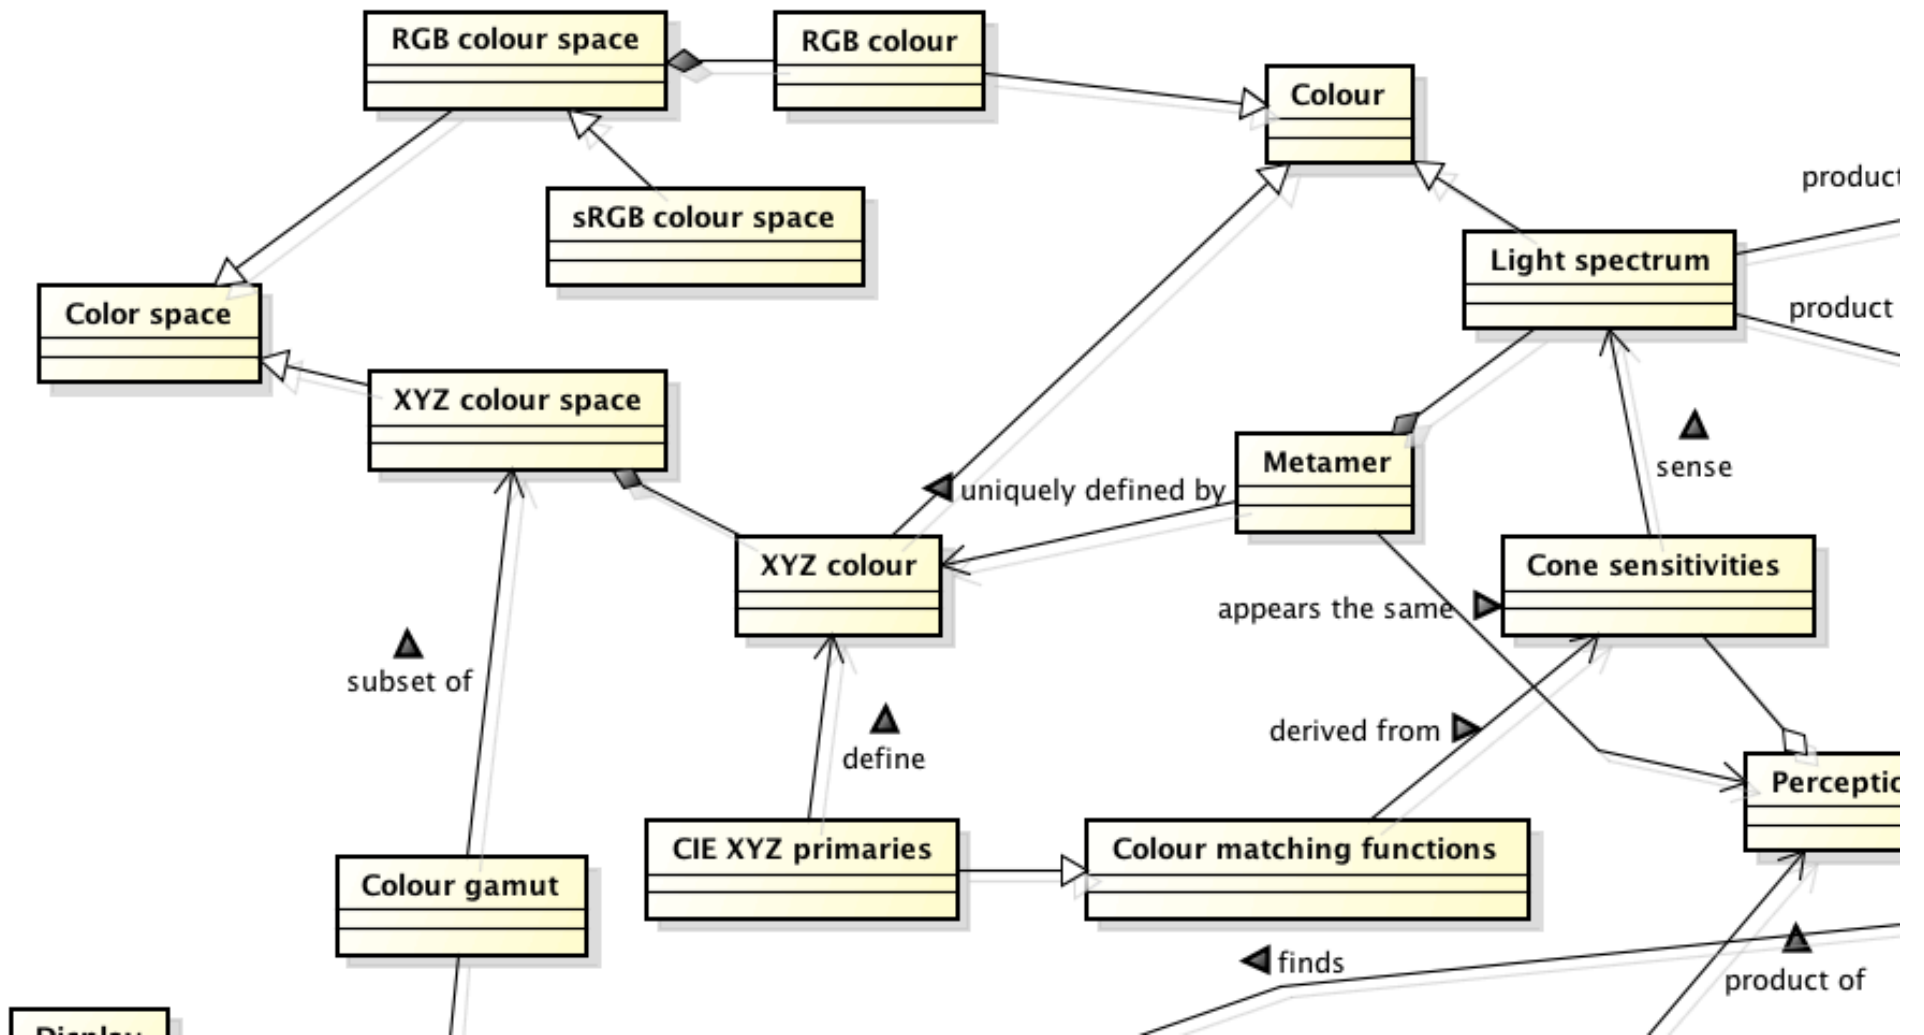 RGB colour space
RGB colour
Colour
product
sRGB colour space
Light spectrum
Color space
product
XYZ colour space
Metamer
sense
uniquely defined by
XYZ colour
Cone sensitivities
appears the same
subset of
derived from
define
CIE XYZ primaries
Colour matching functions
Colour gamut
finds
product of
Display